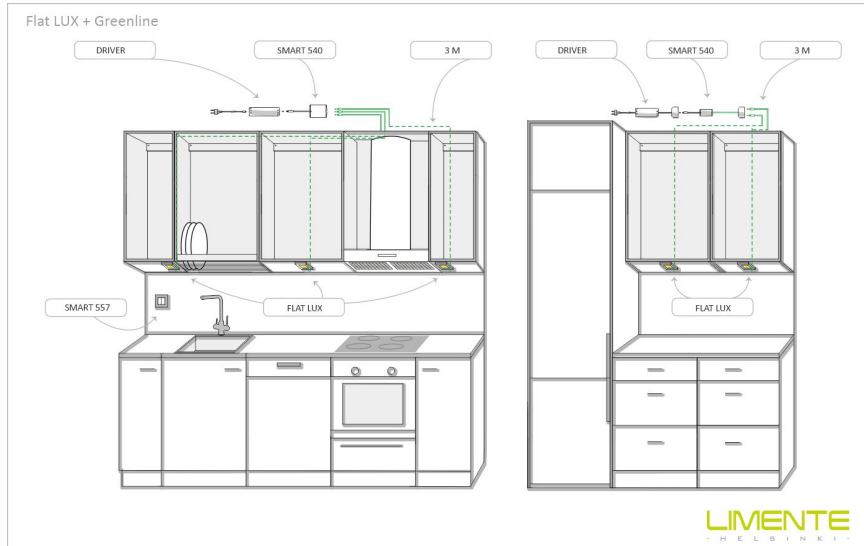 Flat LUX + Greenline
DRIVER
SMART 540
3 M
DRIVER
SMART 540
3 M
SMART 557
FLAT LUX
FLAT LUX
LIMENTE
· HELSINKI ·